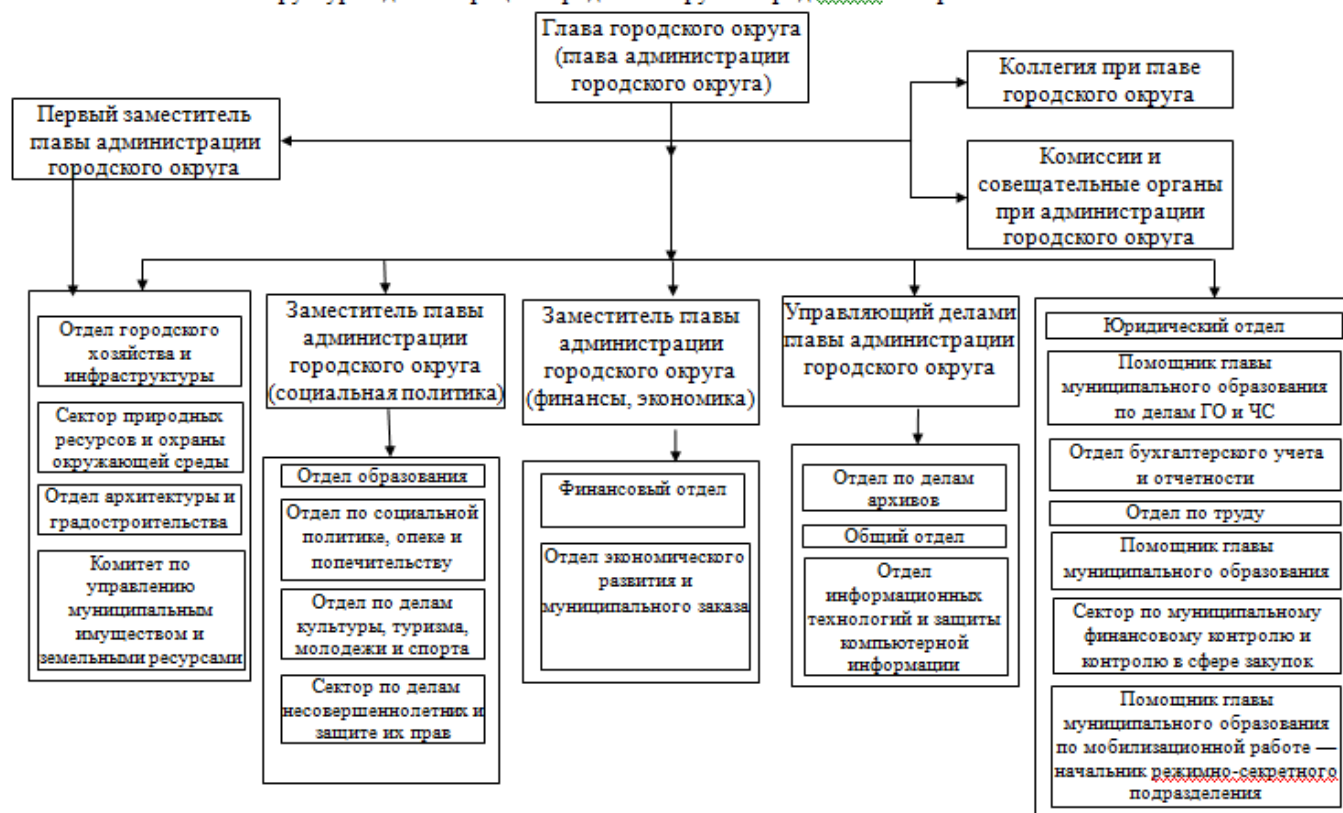 Глава городского округа
(глава администрации
городского округа)
Коллегия при главе
городского округа
Первый заместитель
главы администрации
городского округа
Комиссии и
совещательные органы
при администрации
городского округа
Отдел городского
хозяйства и
инфраструктуры
Сектор природных
ресурсов и охраны
окружающей среды
Отдел архитектуры и
градостроительства
Комитет по
управлению
муниципальным
имуществом и
земельными ресурсами
Заместитель главы
администрации
городского округа
(социальная политика)
Отдел образования
Отдел по социальной
политике, опеке и
попечительству
Отдел по делам
культуры, туризма,
молодежи и спорта
Сектор по делам
несовершеннолетних и
защите их прав
Заместитель главы
администрации
городского округа
(финансы, экономика)
Финансовый отдел
Отдел экономического
развития и
муниципального заказа
Управляющий делами
главы администрации
городского округа
Отдел по делам
архивов
Общий отдел
Отдел
информационных
технологий и защиты
компьютерной
информации
Юридический отдел
Помощник главы
муниципального образования
по делам ГО и ЧС
Отдел бухгалтерского учета
и отчетности
Отдел по труду
Помощник главы
муниципального образования
Сектор по муниципальному
финансовому контролю и
контролю в сфере закупок
Помощник главы
муниципального образования
по мобилизационной работе —
начальник режимно-секретного
подразделения